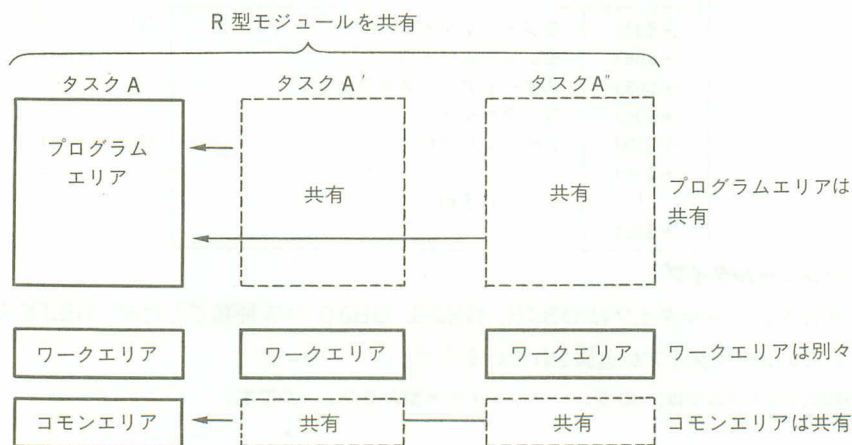 R型モジュールを共有
タスクA
タスクA'
タスクA"
プログラム
エリア
共有
共有
プログラムエリアは
共有
ワークエリア
ワークエリア
ワークエリア
ワークエリアは別々
コモンエリア
共有
共有
コモンエリアは共有